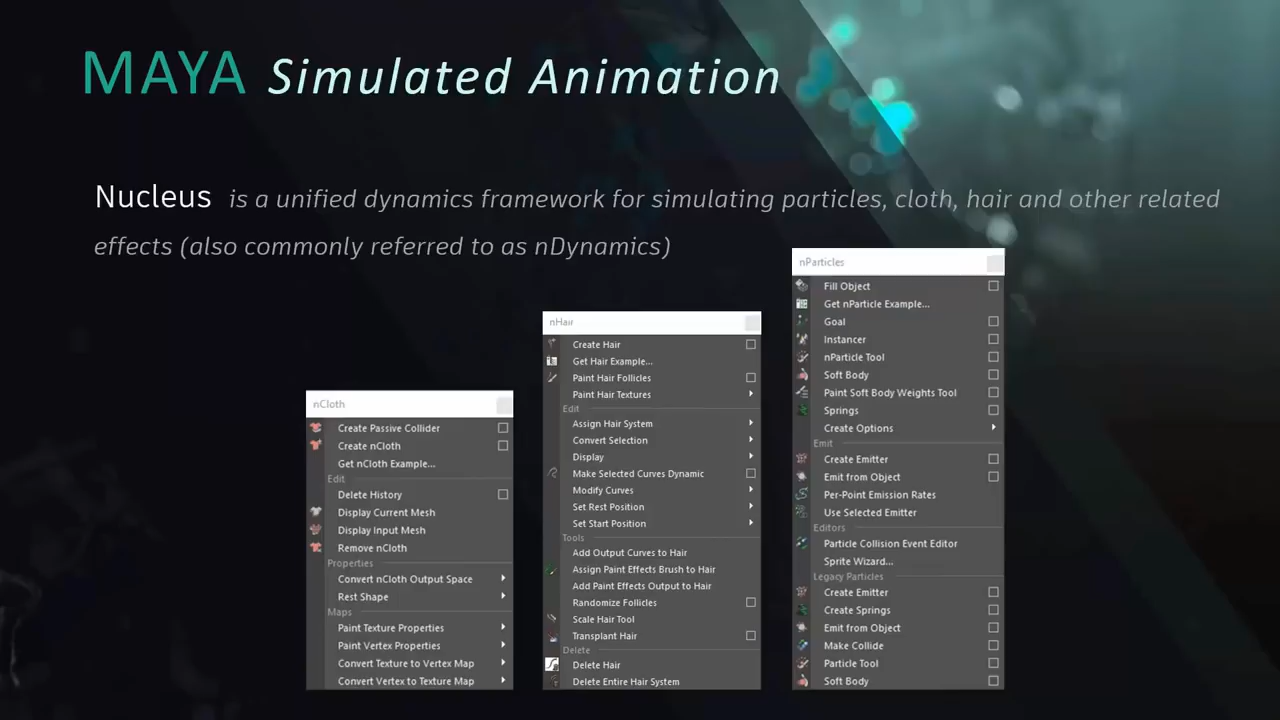 MAYA Simulated Animation
Nucleus is a unified dynamics framework for simulating particles, cloth, hair and other related
effects (also commonly referred to as nDynamics)
nCloth
Create Passive Collider
Create nCloth
Get nCloth Example...
Edit
Delete History
Display Current Mesh
Display Input Mesh
Remove nCloth
Properties
Convert nCloth Output Space
Rest Shape
Maps
Paint Texture Properties
Paint Vertex Properties
Convert Texture to Vertex Map
Convert Vertex to Texture Map
nHair
Create Hair
Get Hair Example...
Paint Hair Follicles
Paint Hair Textures
Edit
Assign Hair System
Convert Selection
Display
Make Selected Curves Dynamic
Modify Curves
Set Rest Position
Set Start Position
Tools
Add Output Curves to Hair
Assign Paint Effects Brush to Hair
Add Paint Effects Output to Hair
Randomize Follicles
Scale Hair Tool
Transplant Hair
Delete
Delete Hair
Delete Entire Hair System
nParticles
Fill Object
Get nParticle Example...
Goal
Instancer
nParticle Tool
Soft Body
Paint Soft Body Weights Tool
Springs
Create Options
Emit
Create Emitter
Emit from Object
Per-Point Emission Rates
Use Selected Emitter
Editors
Particle Collision Event Editor
Sprite Wizard...
Legacy Particles
Create Emitter
Create Springs
Emit from Object
Make Collide
Particle Tool
Soft Body